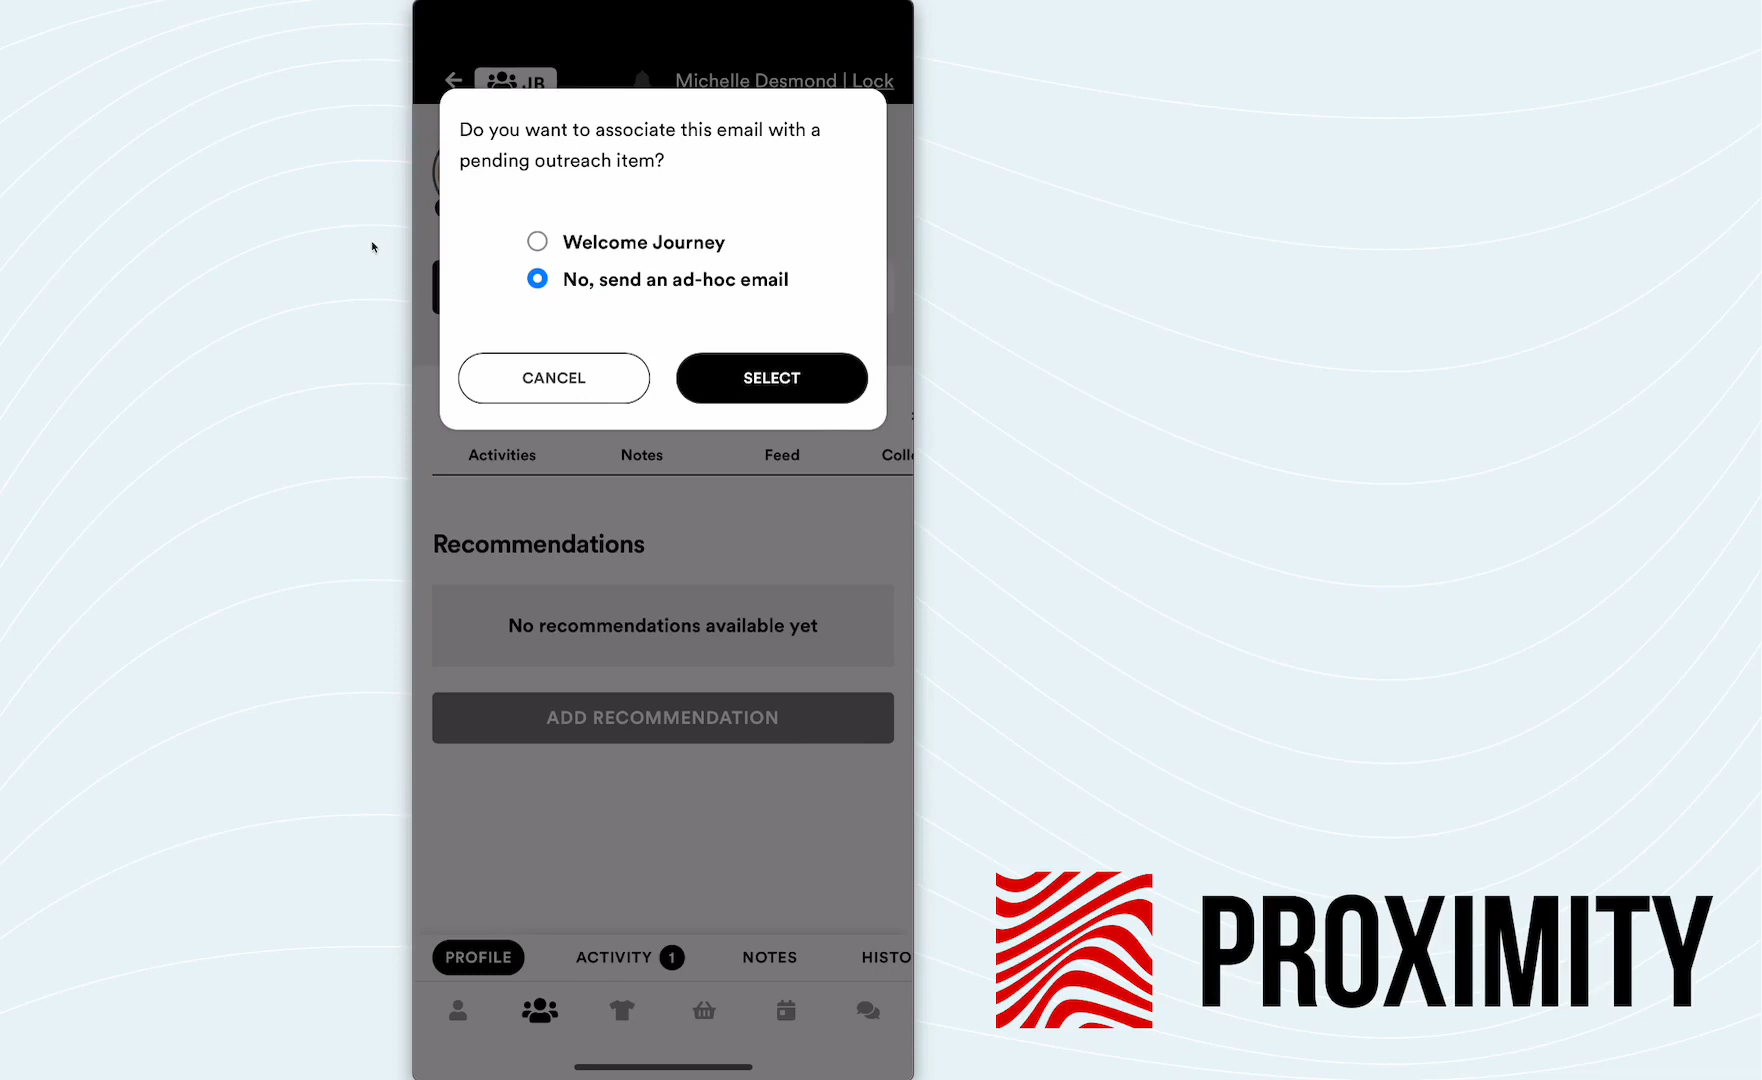 JB
Michelle Desmond | Lock
Do you want to associate this email with a
pending outreach item?
Welcome Journey
No, send an ad-hoc email
CANCEL
SELECT
Activities
Notes
Feed
Recommendations
No recommendations available yet
ADD RECOMMENDATION
PROFILE
ACTIVITY 1
NOTES
HISTO
PROXIMITY